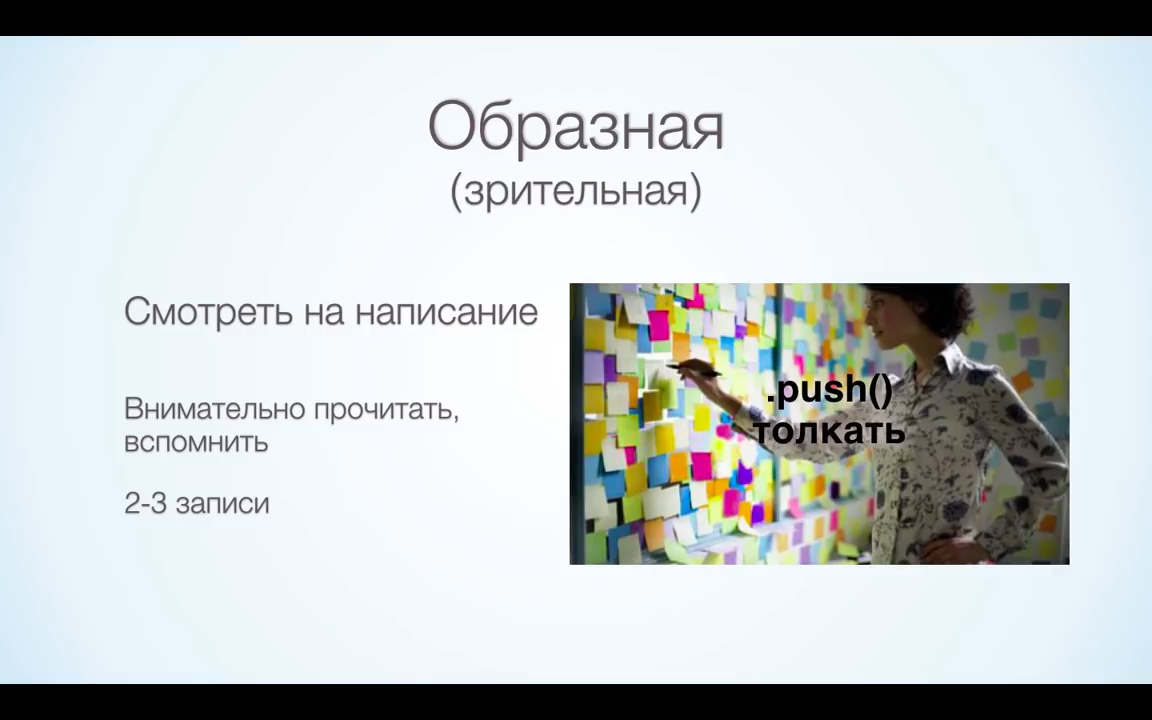 Образная
(зрительная)
Смотреть на написание
Внимательно прочитать,
вспомнить
2-3 записи
.push()
толкать